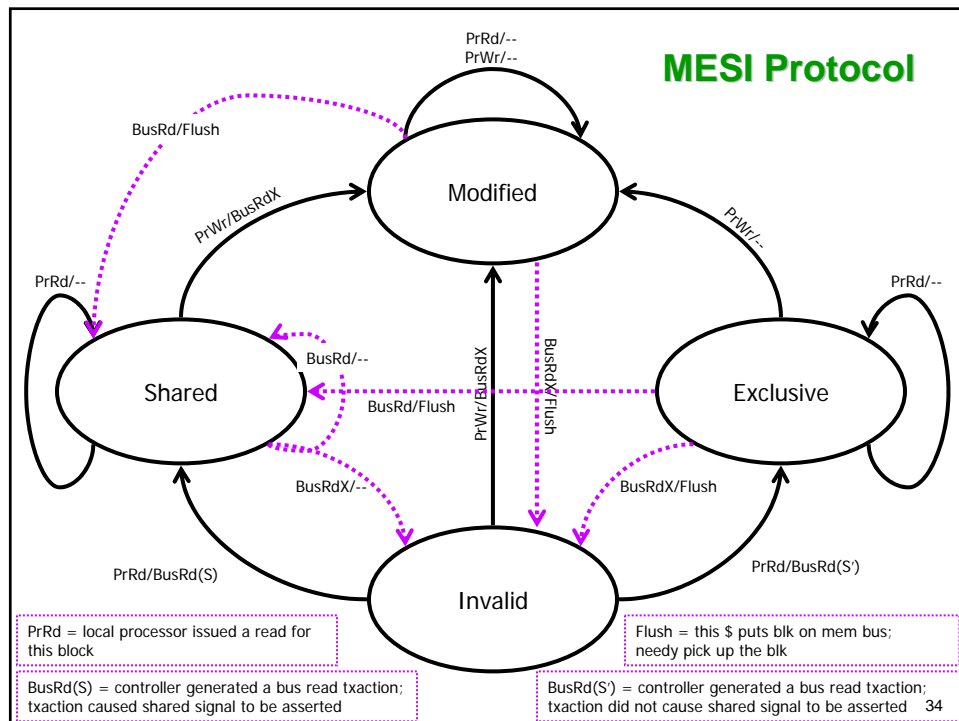 PrRd/--
PrWr/--
MESI Protocol
BusRd/Flush
Modified
PrWr/BusRdX
PrWr/--
PrRd/--
PrRd/--
BusRd/--
Shared
BusRd/Flush
PrWr/BusRdX
BusRdX/Flush
Exclusive
BusRdX/--
BusRdX/Flush
PrRd/BusRd(S)
PrRd/BusRd(S')
Invalid
PrRd = local processor issued a read for
this block
Flush = this $ puts blk on mem bus;
needy pick up the blk
BusRd(S) = controller generated a bus read txaction;
txaction caused shared signal to be asserted
BusRd(S') = controller generated a bus read txaction;
txaction did not cause shared signal to be asserted
34